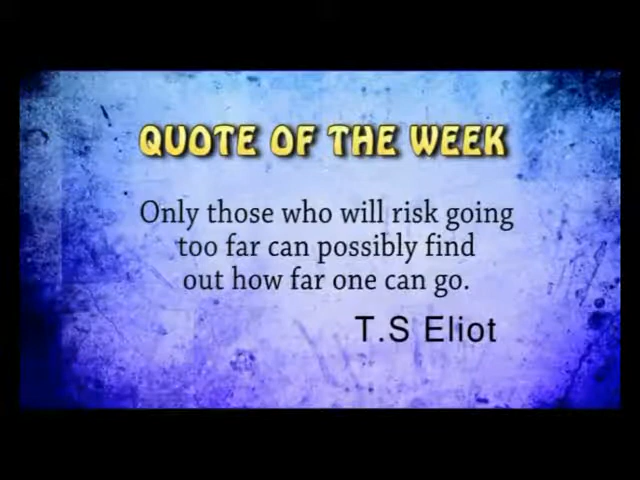 QUOTE OF THE WEEK
Only those who will risk going
too far can possibly find
out how far one can go.
T.S Eliot